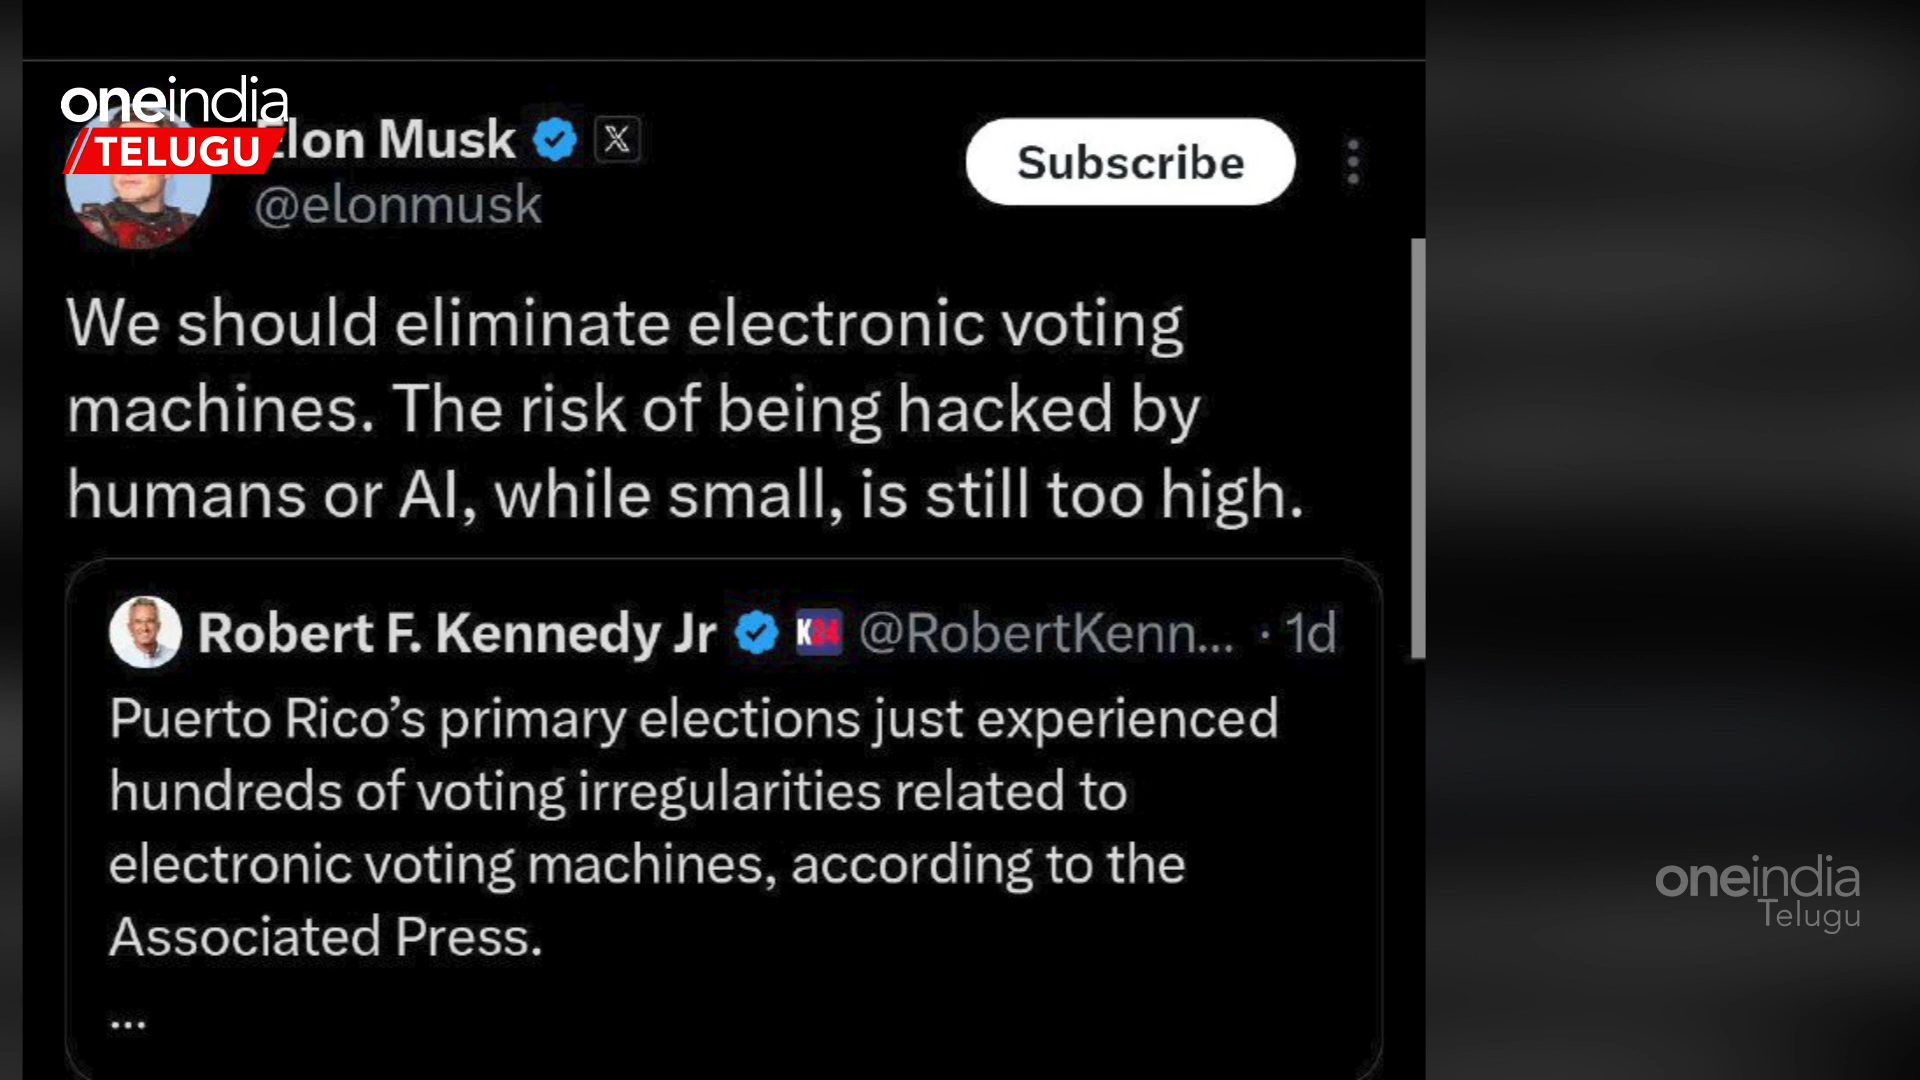 oneindia
TELUGU
Elon Musk
@elonmusk
Subscribe
We should eliminate electronic voting
machines. The risk of being hacked by
humans or AI, while small, is still too high.
Robert F. Kennedy Jr K24 @RobertKenn... · 1d
Puerto Rico’s primary elections just experienced
hundreds of voting irregularities related to
electronic voting machines, according to the
Associated Press.
...
oneindia
Telugu